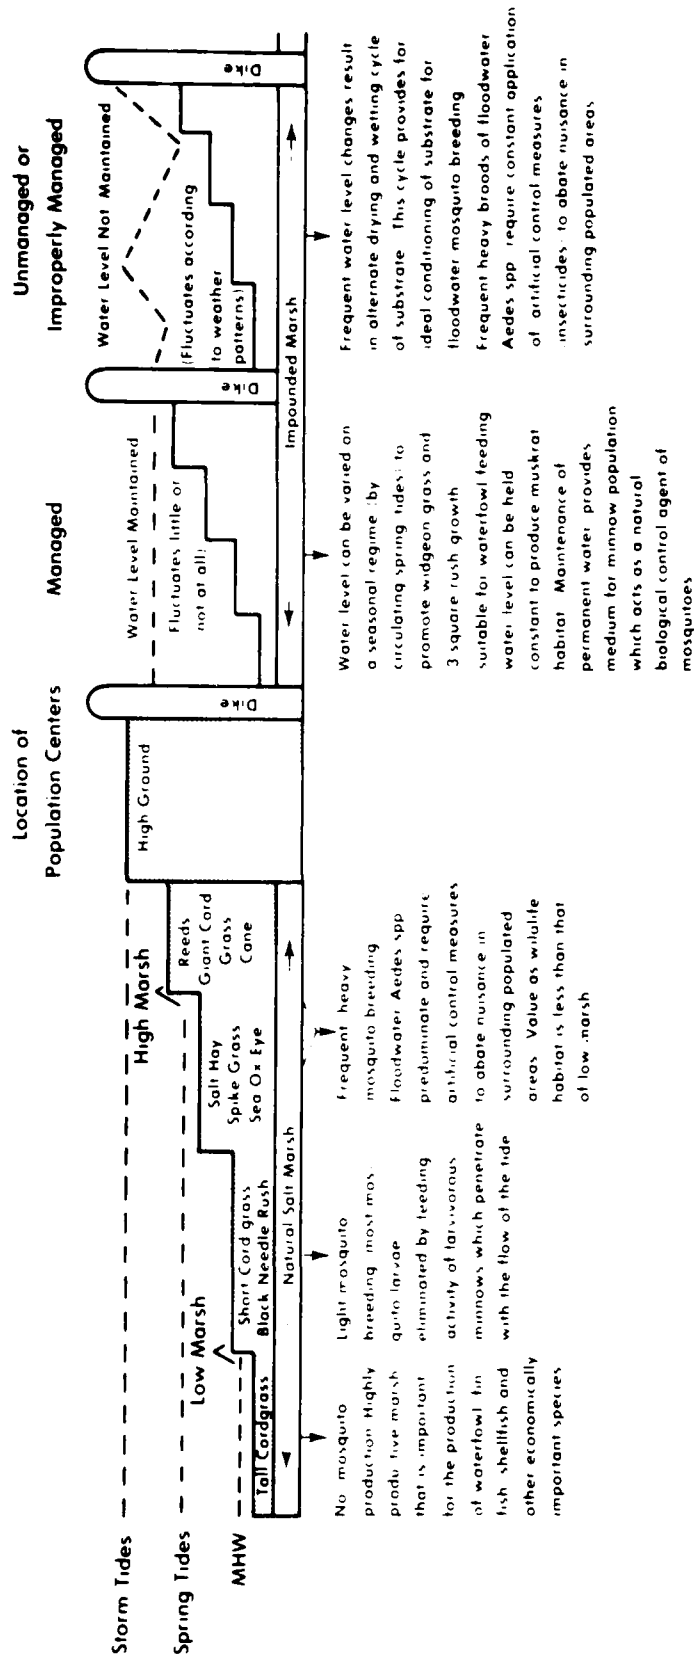 Storm Tides
Spring Tides
MHW
Low Marsh
High Marsh
Location of
Population Centers
Managed
Unmanaged or
Improperly Managed
Tall Cordgrass
Short Cord grass
Black Needle Rush
Salt Hay
Spike Grass
Sea Ox Eye
Reeds
Giant Cord
Grass
Cane
High Ground
Dike
Water Level Maintained
Fluctuates little or
not at all)
Dike
Water Level Not Maintained
(Fluctuates according
to weather
patterns)
Dike
Natural Salt Marsh
Impounded Marsh
No mosquito
production Highly
produ tive marsh
that is important
for the production
of waterfowl fin
fish shellfish and
other economically
important species
Light mosquito
breeding most mos
quito larvae
eliminated by feeding
activity of larvivorous
minnows which penetrate
with the flow of the tide
Frequent heavy
mosquito breeding
Floodwater Aedes spp
predominate and require
artificial control measures
to abate nuisance in
surrounding populated
areas Value as wildlife
habitat is less than that
of low marsh
Water level can be varied on
a seasonal regime (by
circulating spring tides) to
promote widgeon grass and
3 square rush growth
suitable for waterfowl feeding
water level can be held
constant to produce muskrat
habitat Maintenance of
permanent water provides
medium for minnow population
which acts as a natural
biological control agent of
mosquitoes
Frequent water level changes result
in alternate drying and wetting cycle
of substrate This cycle provides for
ideal conditioning of substrate for
floodwater mosquito breeding
Frequent heavy broods of floodwater
Aedes spp require constant application
of artificial control measures
insecticides) to abate nuisance in
surrounding populated areas